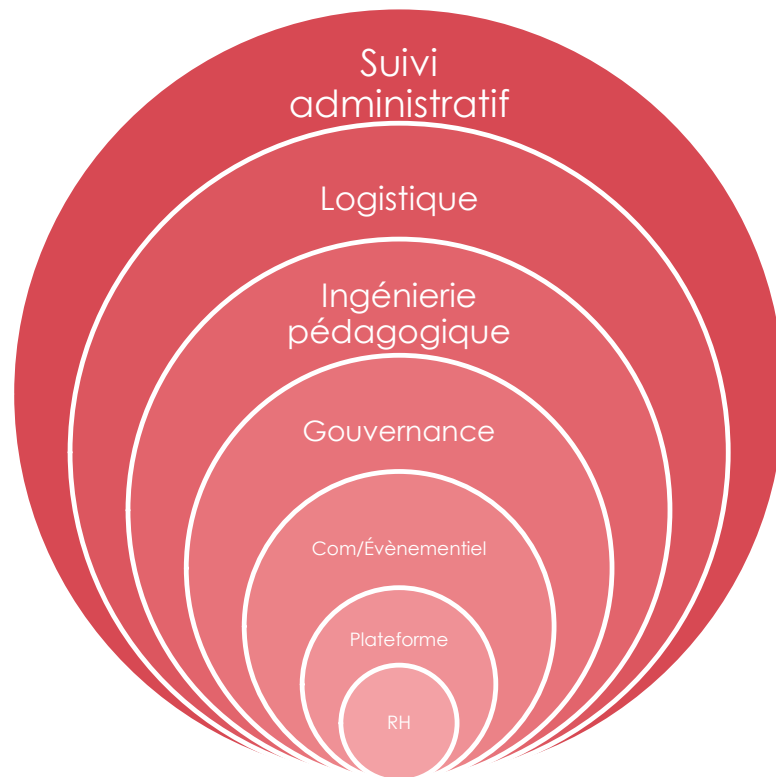 Suivi
administratif
Logistique
Ingénierie
pédagogique
Gouvernance
Com/Évènementiel
Plateforme
RH